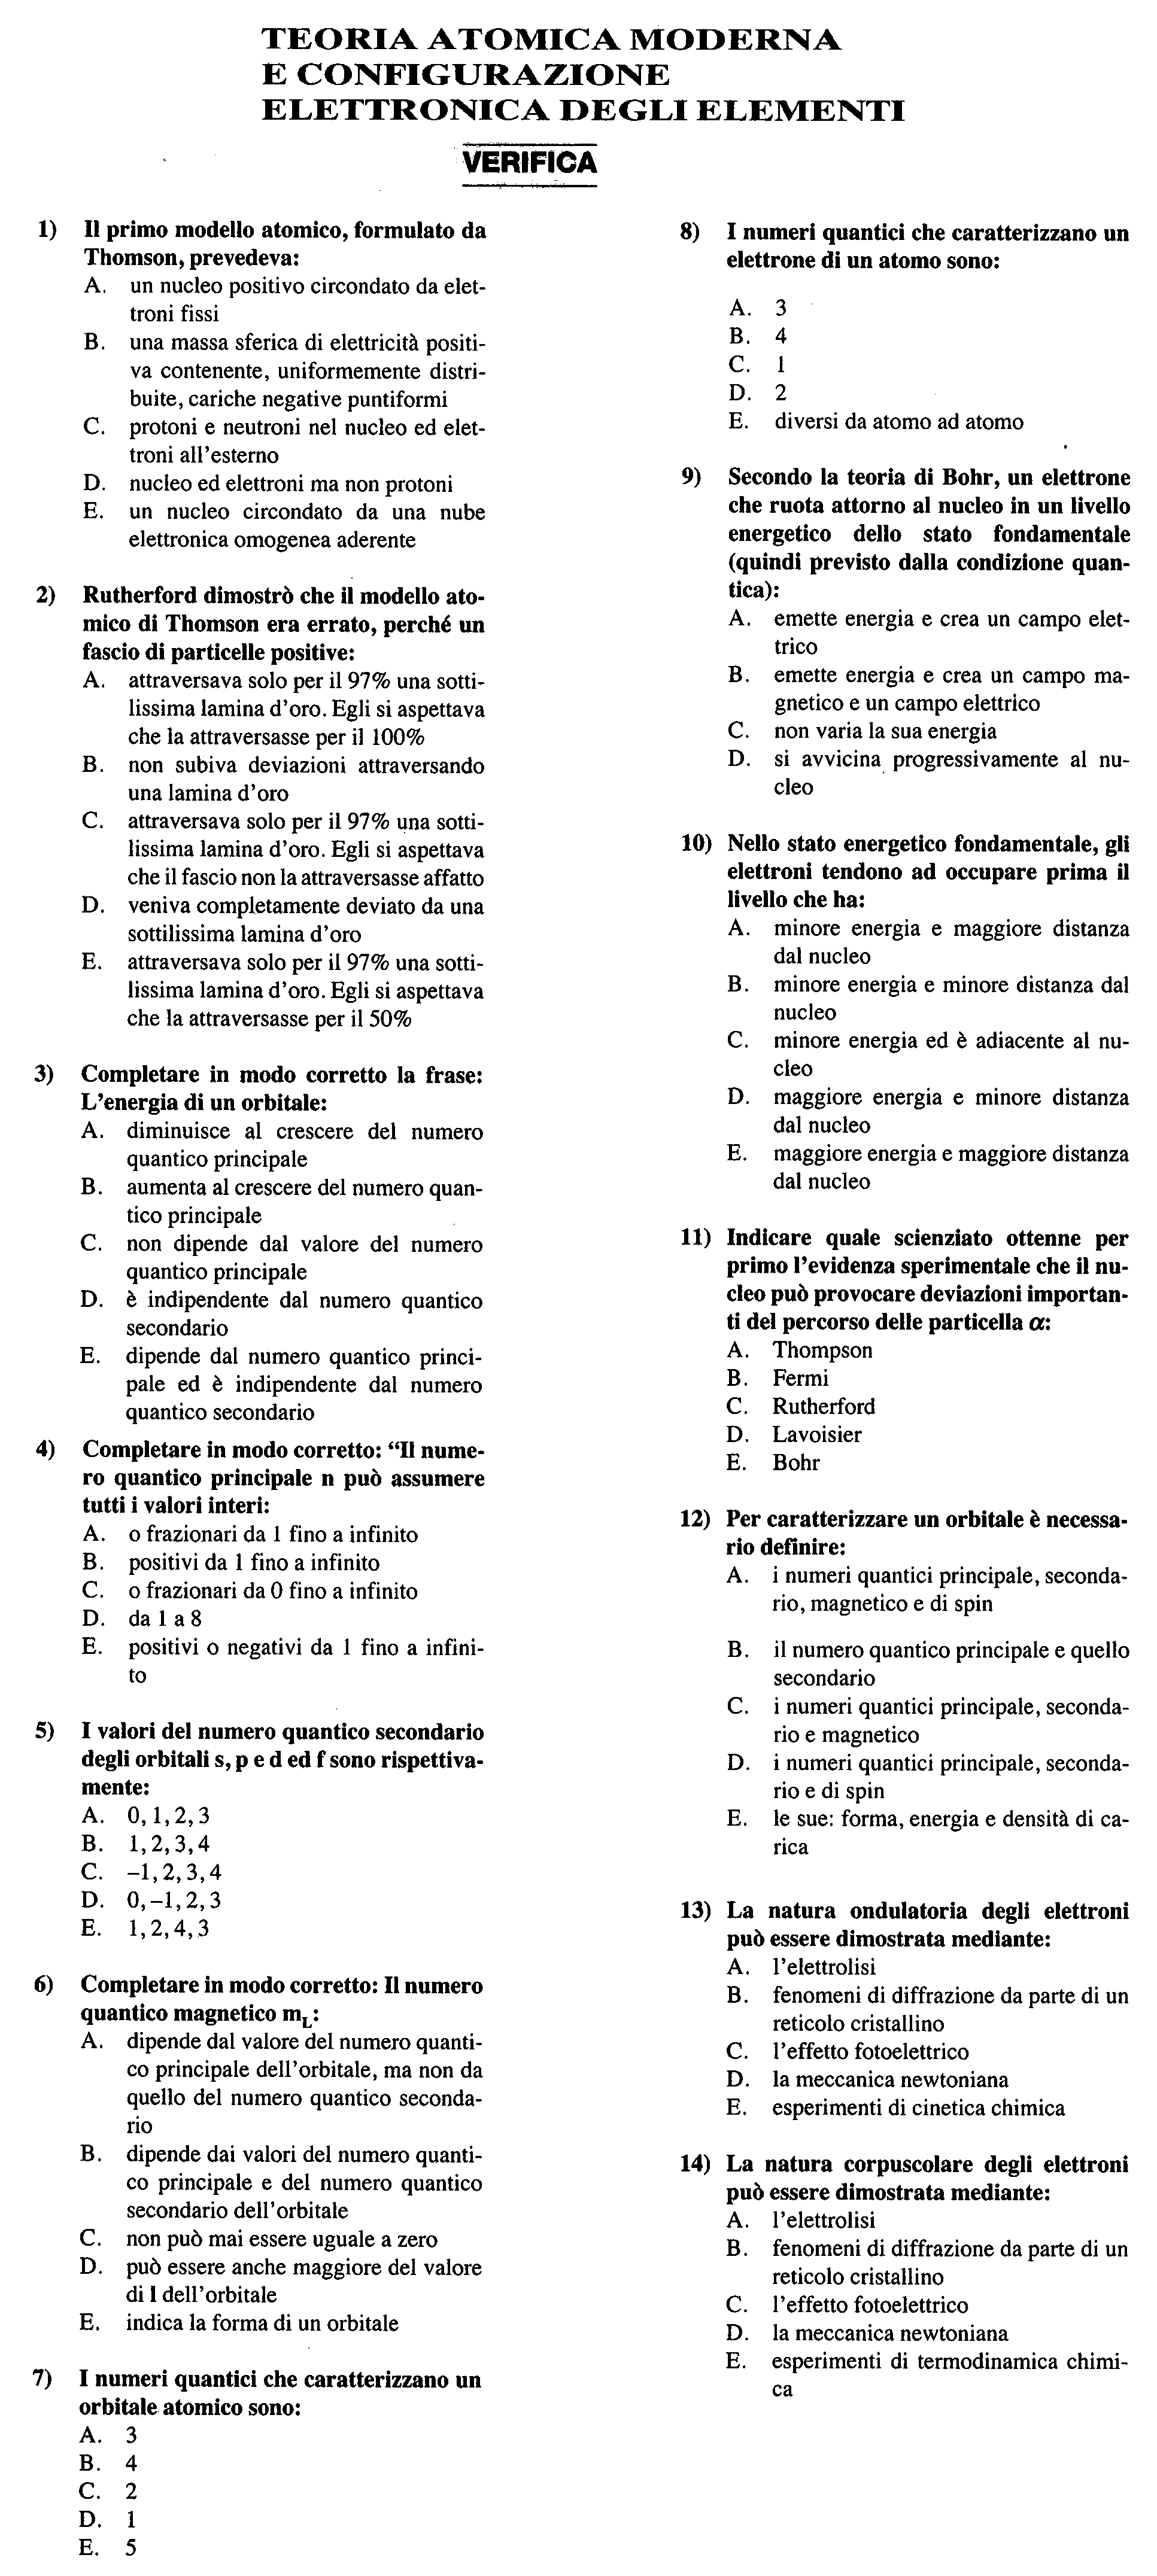 TEORIA ATOMICA MODERNA
E CONFIGURAZIONE
ELETTRONICA DEGLI ELEMENTI
VERIFICA
1) Il primo modello atomico, formulato da
Thomson, prevedeva:
A. un nucleo positivo circondato da elet-
troni fissi
B. una massa sferica di elettricità positi-
va contenente, uniformemente distri-
buite, cariche negative puntiformi
C. protoni e neutroni nel nucleo ed elet-
troni all'esterno
D. nucleo ed elettroni ma non protoni
E. un nucleo circondato da una nube
elettronica omogenea aderente
2) Rutherford dimostrò che il modello ato-
mico di Thomson era errato, perché un
fascio di particelle positive:
A. attraversava solo per il 97% una sotti-
lissima lamina d'oro. Egli si aspettava
che la attraversasse per il 100%
B. non subiva deviazioni attraversando
una lamina d'oro
C. attraversava solo per il 97% una sotti-
lissima lamina d'oro. Egli si aspettava
che il fascio non la attraversasse affatto
D. veniva completamente deviato da una
sottilissima lamina d'oro
E. attraversava solo per il 97% una sotti-
lissima lamina d'oro. Egli si aspettava
che la attraversasse per il 50%
3) Completare in modo corretto la frase:
L'energia di un orbitale:
A. diminuisce al crescere del numero
quantico principale
B. aumenta al crescere del numero quan-
tico principale
C. non dipende dal valore del numero
quantico principale
D. è indipendente dal numero quantico
secondario
E. dipende dal numero quantico princi-
pale ed è indipendente dal numero
quantico secondario
4) Completare in modo corretto: “Il nume-
ro quantico principale n può assumere
tutti i valori interi:
A. o frazionari da 1 fino a infinito
B. positivi da 1 fino a infinito
C. o frazionari da 0 fino a infinito
D. da 1 a 8
E. positivi o negativi da 1 fino a infini-
to
5) I valori del numero quantico secondario
degli orbitali s, p e d ed f sono rispettiva-
mente:
A. 0, 1, 2, 3
B. 1, 2, 3, 4
C. –1, 2, 3, 4
D. 0, –1, 2, 3
E. 1, 2, 4, 3
6) Completare in modo corretto: Il numero
quantico magnetico mL:
A. dipende dal valore del numero quanti-
co principale dell'orbitale, ma non da
quello del numero quantico seconda-
rio
B. dipende dai valori del numero quanti-
co principale e del numero quantico
secondario dell'orbitale
C. non può mai essere uguale a zero
D. può essere anche maggiore del valore
di l dell'orbitale
E. indica la forma di un orbitale
7) I numeri quantici che caratterizzano un
orbitale atomico sono:
A. 3
B. 4
C. 2
D. 1
E. 5
8) I numeri quantici che caratterizzano un
elettrone di un atomo sono:
A. 3
B. 4
C. 1
D. 2
E. diversi da atomo ad atomo
9) Secondo la teoria di Bohr, un elettrone
che ruota attorno al nucleo in un livello
energetico dello stato fondamentale
(quindi previsto dalla condizione quan-
tica):
A. emette energia e crea un campo elet-
trico
B. emette energia e crea un campo ma-
gnetico e un campo elettrico
C. non varia la sua energia
D. si avvicina progressivamente al nu-
cleo
10) Nello stato energetico fondamentale, gli
elettroni tendono ad occupare prima il
livello che ha:
A. minore energia e maggiore distanza
dal nucleo
B. minore energia e minore distanza dal
nucleo
C. minore energia ed è adiacente al nu-
cleo
D. maggiore energia e minore distanza
dal nucleo
E. maggiore energia e maggiore distanza
dal nucleo
11) Indicare quale scienziato ottenne per
primo l'evidenza sperimentale che il nu-
cleo può provocare deviazioni importan-
ti del percorso delle particella α:
A. Thompson
B. Fermi
C. Rutherford
D. Lavoisier
E. Bohr
12) Per caratterizzare un orbitale è necessa-
rio definire:
A. i numeri quantici principale, seconda-
rio, magnetico e di spin
B. il numero quantico principale e quello
secondario
C. i numeri quantici principale, seconda-
rio e magnetico
D. i numeri quantici principale, seconda-
rio e di spin
E. le sue: forma, energia e densità di ca-
rica
13) La natura ondulatoria degli elettroni
può essere dimostrata mediante:
A. l'elettrolisi
B. fenomeni di diffrazione da parte di un
reticolo cristallino
C. l'effetto fotoelettrico
D. la meccanica newtoniana
E. esperimenti di cinetica chimica
14) La natura corpuscolare degli elettroni
può essere dimostrata mediante:
A. l'elettrolisi
B. fenomeni di diffrazione da parte di un
reticolo cristallino
C. l'effetto fotoelettrico
D. la meccanica newtoniana
E. esperimenti di termodinamica chimi-
ca